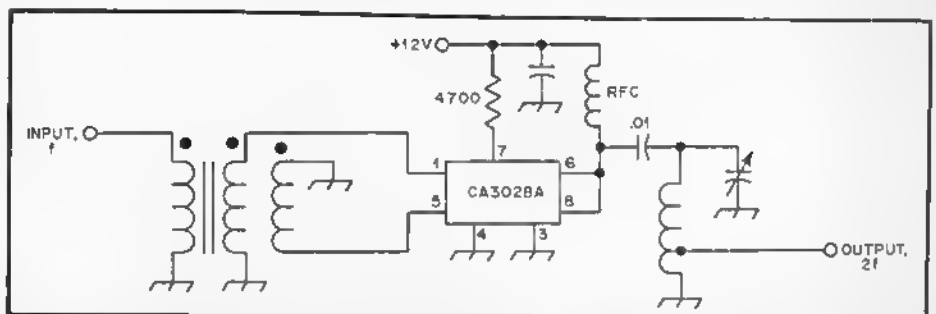 +12V
4700
RFC
.01
INPUT,
f
7
1
6
CA3028A
5
8
4
3
OUTPUT,
2f